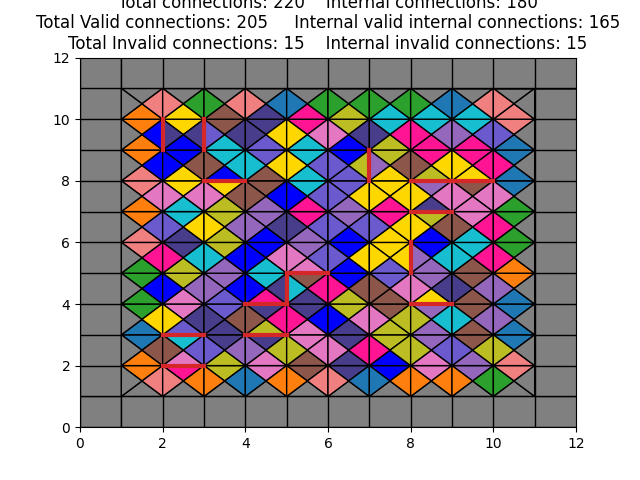 Total connections: 220    Internal connections: 180
Total Valid connections: 205     Internal valid internal connections: 165
Total Invalid connections: 15    Internal invalid connections: 15
12
10
8
6
4
2
0
0 2 4 6 8 10 12